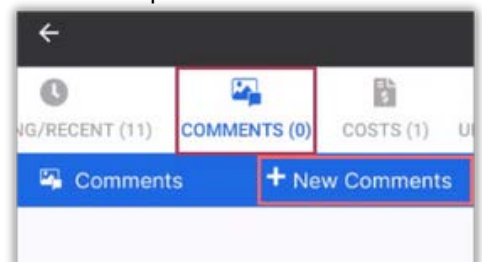 NG/RECENT (11) COMMENTS (0) COSTS (1)
Comments + New Comments